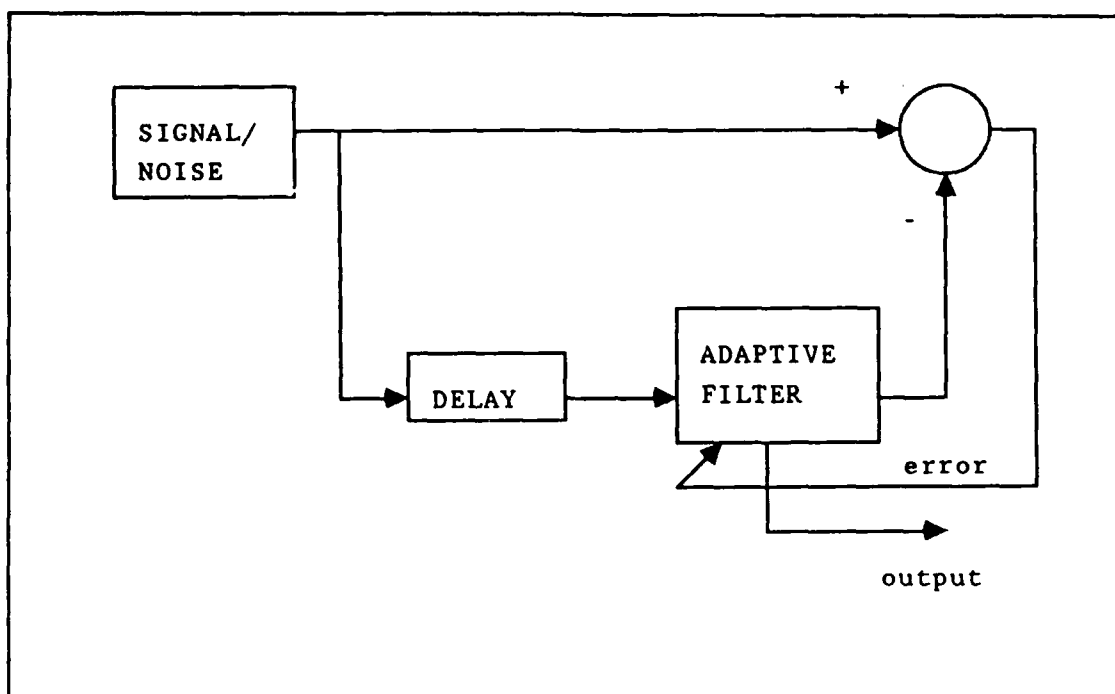 +
SIGNAL/
NOISE
-
ADAPTIVE
FILTER
DELAY
error
output